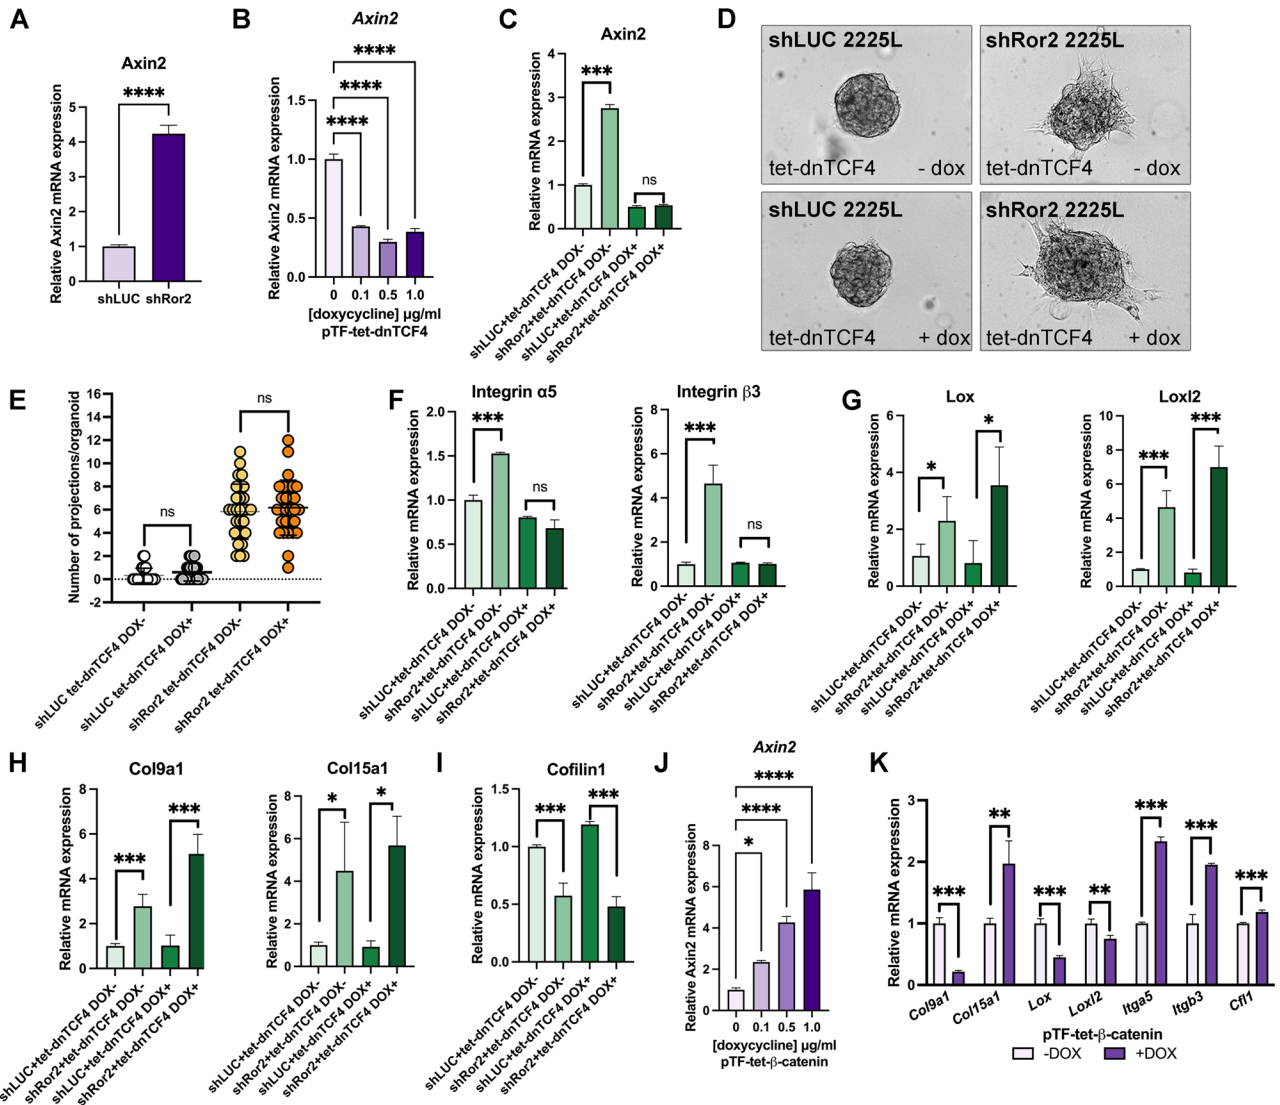 A
Axin2
****
Relative Axin2 mRNA expression
5
4
3
2
1
0
shLUC shRor2
B
Axin2
****
****
****
Relative Axin2 mRNA expression
1.5
1.0
0.5
0.0
0 0.1 0.5 1.0
[doxycycline] µg/ml
pTF-tet-dnTCF4
C
Axin2
***
ns
Relative mRNA expression
4
3
2
1
0
shLUC+tet-dnTCF4 DOX-
shRor2+tet-dnTCF4 DOX-
shLUC+tet-dnTCF4 DOX+
shRor2+tet-dnTCF4 DOX+
D
shLUC 2225L
tet-dnTCF4 - dox
shRor2 2225L
tet-dnTCF4 - dox
shLUC 2225L
tet-dnTCF4 + dox
shRor2 2225L
tet-dnTCF4 + dox
E
Number of projections/organoid
16
14
12
10
8
6
4
2
0
-2
ns
ns
shLUC tet-dnTCF4 DOX-
shLUC tet-dnTCF4 DOX+
shRor2 tet-dnTCF4 DOX-
shRor2 tet-dnTCF4 DOX+
F
Integrin α5
***
ns
Relative mRNA expression
2.0
1.5
1.0
0.5
0.0
shLUC+tet-dnTCF4 DOX-
shRor2+tet-dnTCF4 DOX-
shLUC+tet-dnTCF4 DOX+
shRor2+tet-dnTCF4 DOX+
Integrin β3
***
ns
Relative mRNA expression
8
6
4
2
0
shLUC+tet-dnTCF4 DOX-
shRor2+tet-dnTCF4 DOX-
shLUC+tet-dnTCF4 DOX+
shRor2+tet-dnTCF4 DOX+
G
Lox
*
*
Relative mRNA expression
6
4
2
0
shLUC+tet-dnTCF4 DOX-
shRor2+tet-dnTCF4 DOX-
shLUC+tet-dnTCF4 DOX+
shRor2+tet-dnTCF4 DOX+
Loxl2
***
***
Relative mRNA expression
10
8
6
4
2
0
shLUC+tet-dnTCF4 DOX-
shRor2+tet-dnTCF4 DOX-
shLUC+tet-dnTCF4 DOX+
shRor2+tet-dnTCF4 DOX+
H
Col9a1
***
***
Relative mRNA expression
8
6
4
2
0
shLUC+tet-dnTCF4 DOX-
shRor2+tet-dnTCF4 DOX-
shLUC+tet-dnTCF4 DOX+
shRor2+tet-dnTCF4 DOX+
Col15a1
*
*
Relative mRNA expression
8
6
4
2
0
shLUC+tet-dnTCF4 DOX-
shRor2+tet-dnTCF4 DOX-
shLUC+tet-dnTCF4 DOX+
shRor2+tet-dnTCF4 DOX+
I
Cofilin1
***
***
Relative mRNA expression
1.5
1.0
0.5
0.0
shLUC+tet-dnTCF4 DOX-
shRor2+tet-dnTCF4 DOX-
shLUC+tet-dnTCF4 DOX+
shRor2+tet-dnTCF4 DOX+
J
Axin2
****
****
*
Relative Axin2 mRNA expression
8
6
4
2
0
0 0.1 0.5 1.0
[doxycycline] µg/ml
pTF-tet-β-catenin
K
Relative mRNA expression
3
2
1
0
***
**
***
**
***
***
***
Col9a1
Col15a1
Lox
Loxl2
Itga5
Itgb3
Cfl1
pTF-tet-β-catenin
-DOX +DOX